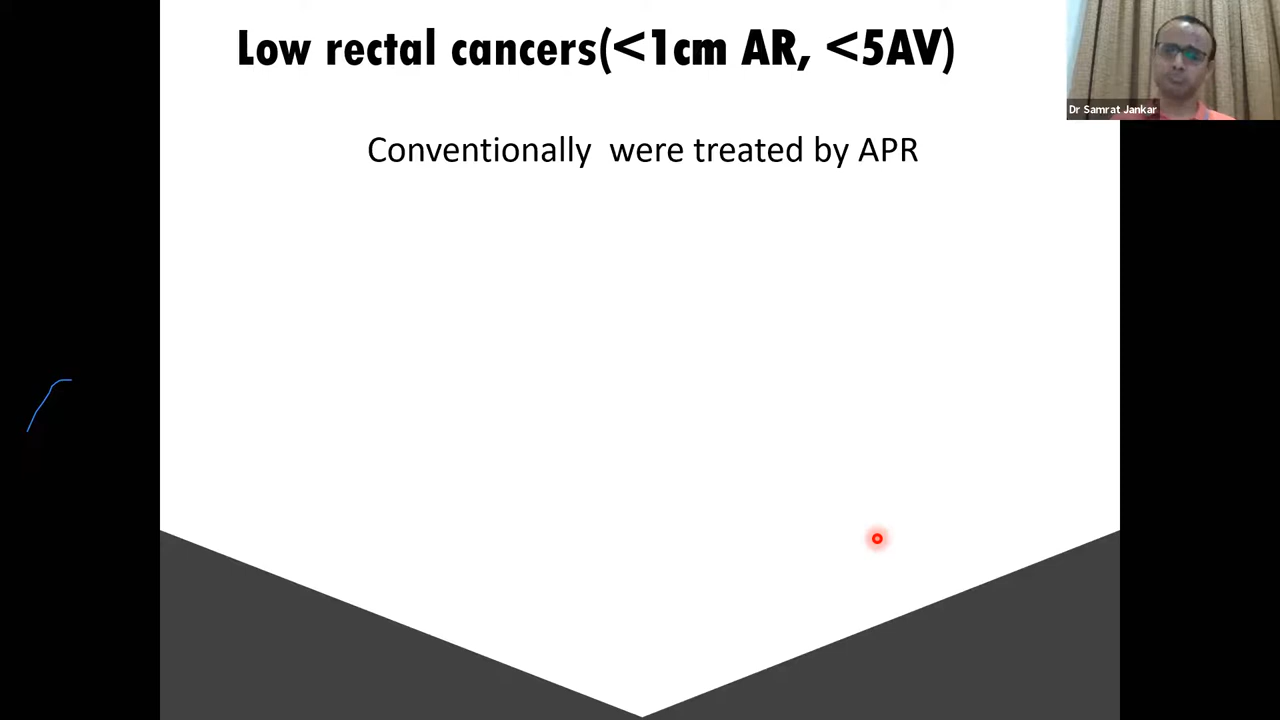 Low rectal cancers(<1cm AR, <5AV)
Dr Samrat Jankar
Conventionally were treated by APR